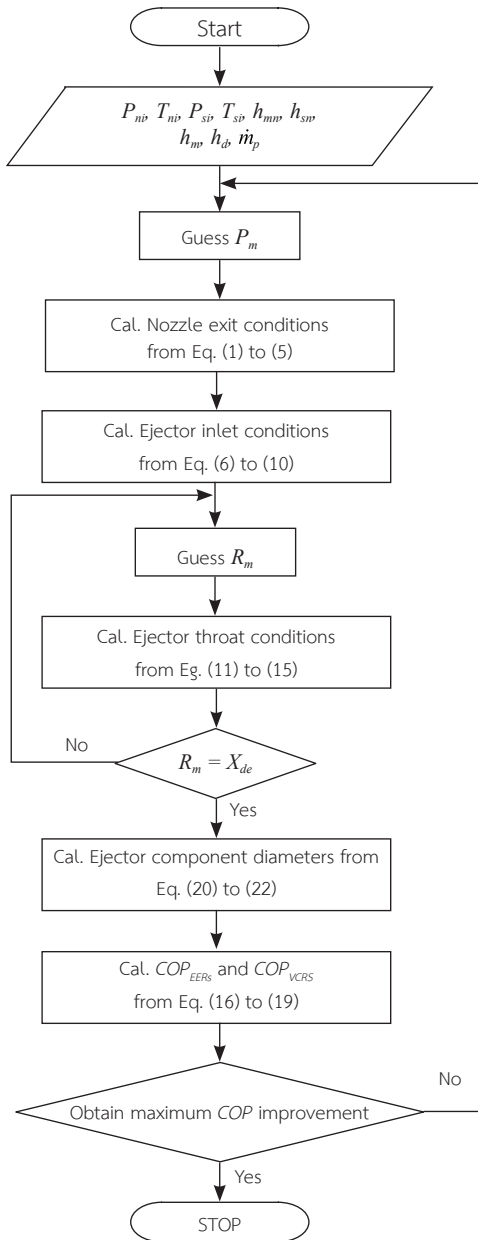 Start
P_ni, T_ni, P_si, T_si, h_mn, h_sn,
h_m, h_d, ṁ_p
Guess P_m
Cal. Nozzle exit conditions
from Eq. (1) to (5)
Cal. Ejector inlet conditions
from Eq. (6) to (10)
Guess R_m
Cal. Ejector throat conditions
from Eg. (11) to (15)
No
R_m = X_de
Yes
Cal. Ejector component diameters from
Eq. (20) to (22)
Cal. COP_EERs and COP_VCRS
from Eq. (16) to (19)
No
Obtain maximum COP improvement
Yes
STOP